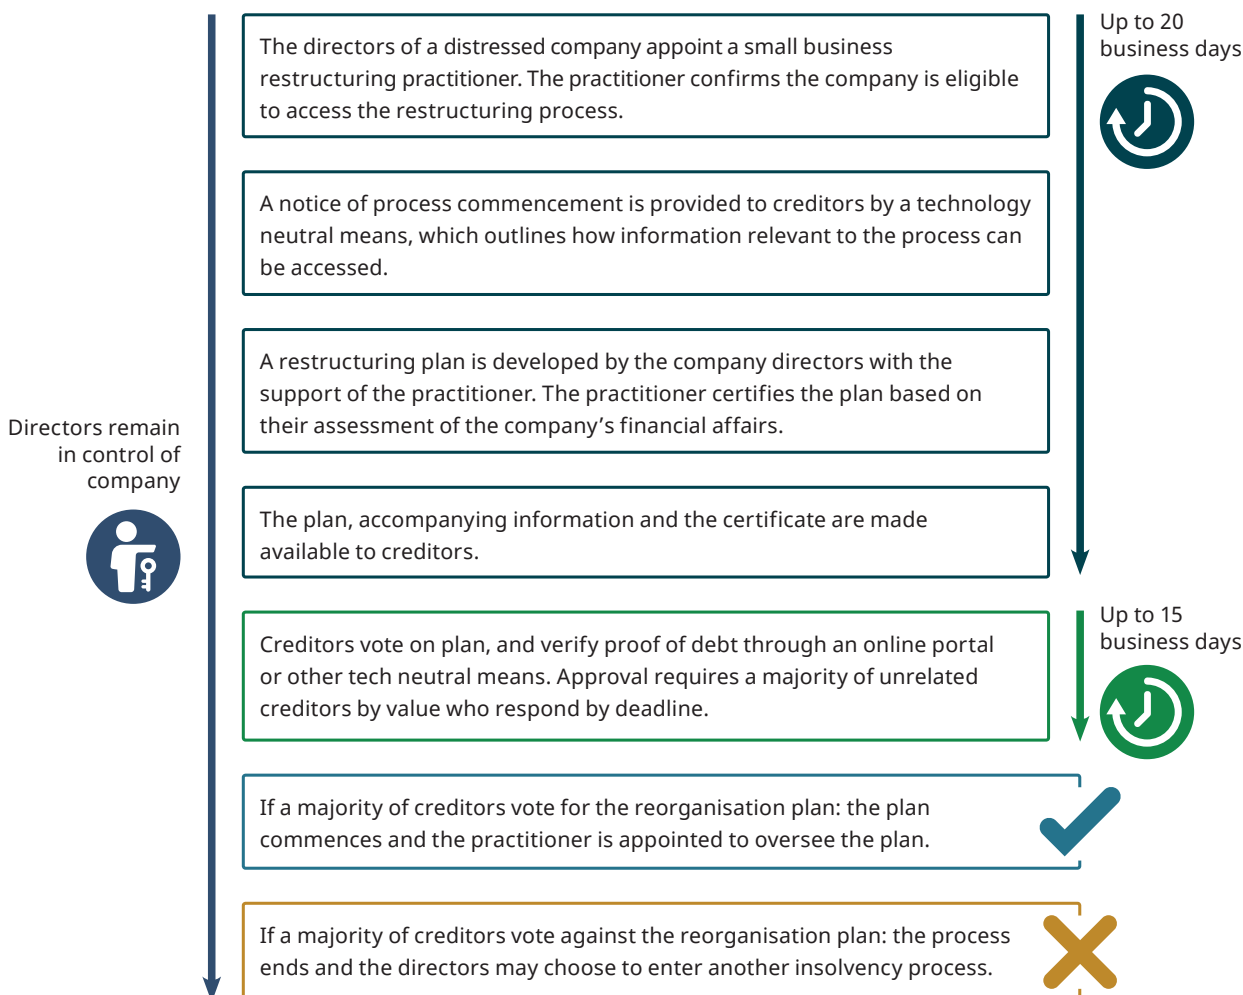 Up to 20
business days
The directors of a distressed company appoint a small business
restructuring practitioner. The practitioner confirms the company is eligible
to access the restructuring process.
A notice of process commencement is provided to creditors by a technology
neutral means, which outlines how information relevant to the process can
be accessed.
A restructuring plan is developed by the company directors with the
support of the practitioner. The practitioner certifies the plan based on
their assessment of the company's financial affairs.
Directors remain
in control of
company
The plan, accompanying information and the certificate are made
available to creditors.
Up to 15
business days
Creditors vote on plan, and verify proof of debt through an online portal
or other tech neutral means. Approval requires a majority of unrelated
creditors by value who respond by deadline.
If a majority of creditors vote for the reorganisation plan: the plan
commences and the practitioner is appointed to oversee the plan.
If a majority of creditors vote against the reorganisation plan: the process
ends and the directors may choose to enter another insolvency process.